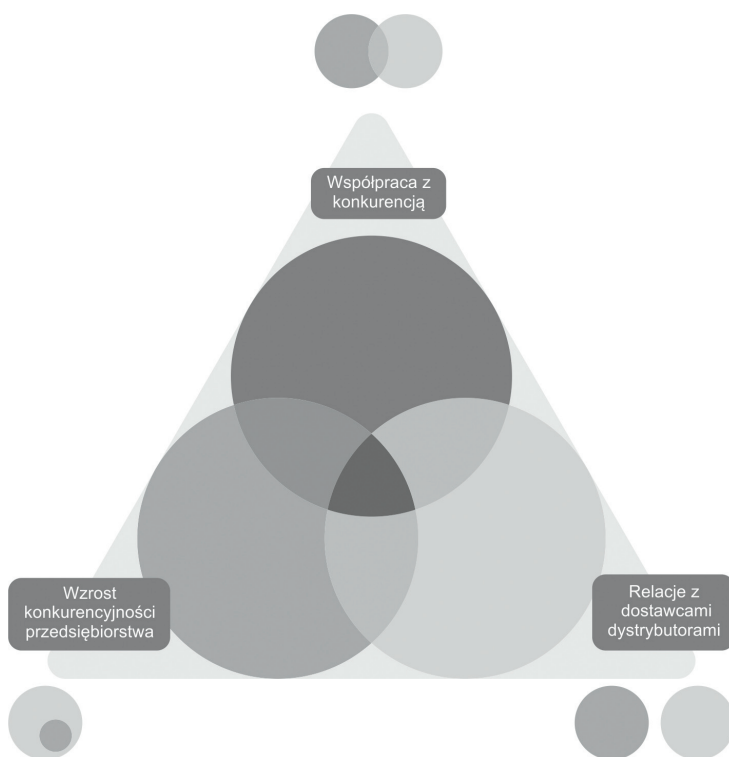 Współpraca z
konkurencją
Wzrost
konkurencyjności
przedsiębiorstwa
Relacje z
dostawcami
dystrybutorami